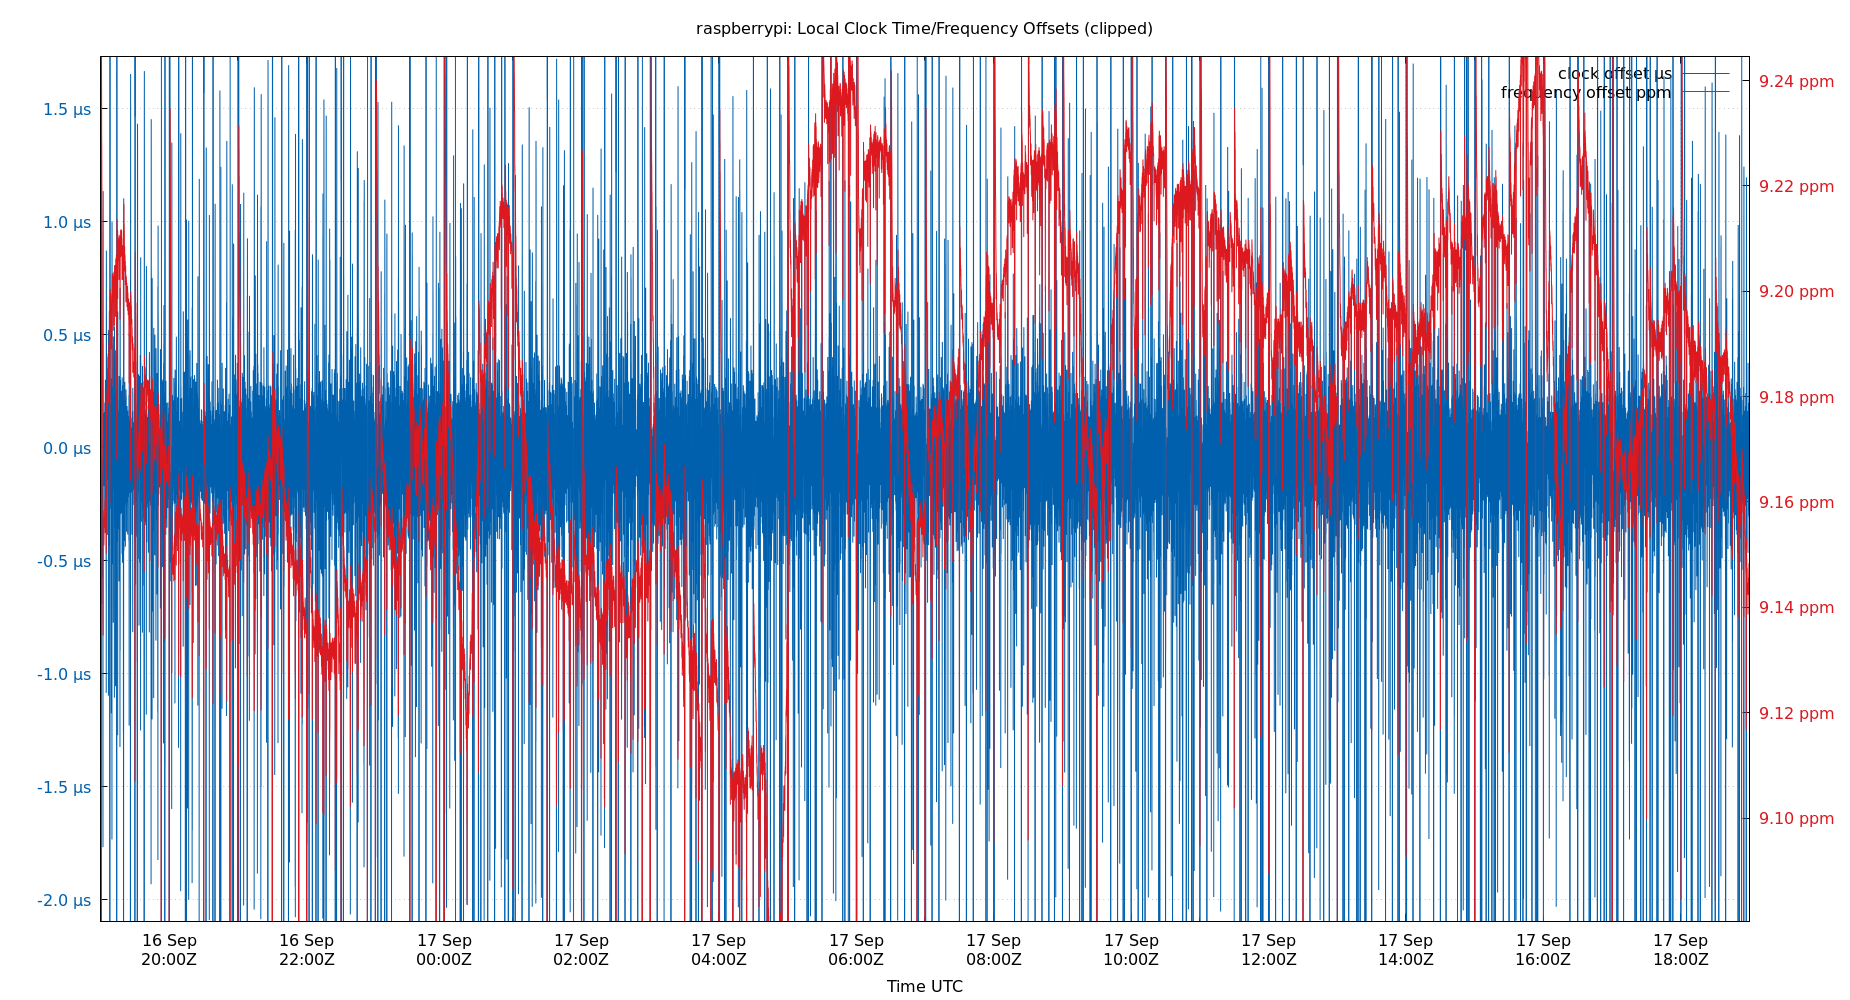 raspberrypi: Local Clock Time/Frequency Offsets (clipped)
clock offset µs
frequency offset ppm
1.5 µs
1.0 µs
0.5 µs
0.0 µs
-0.5 µs
-1.0 µs
-1.5 µs
-2.0 µs
9.24 ppm
9.22 ppm
9.20 ppm
9.18 ppm
9.16 ppm
9.14 ppm
9.12 ppm
9.10 ppm
16 Sep 16 Sep 17 Sep 17 Sep 17 Sep 17 Sep 17 Sep 17 Sep 17 Sep 17 Sep 17 Sep 17 Sep
20:00Z 22:00Z 00:00Z 02:00Z 04:00Z 06:00Z 08:00Z 10:00Z 12:00Z 14:00Z 16:00Z 18:00Z
Time UTC